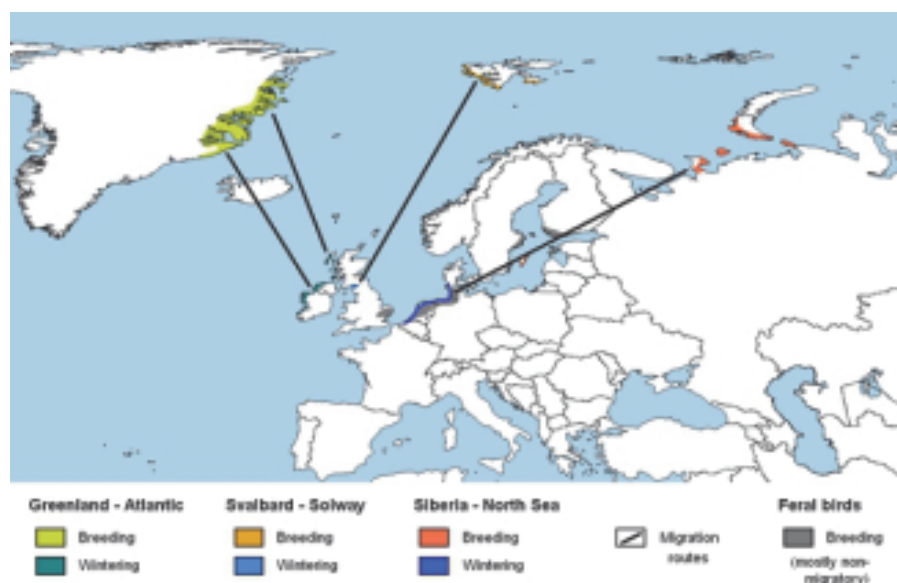 Greenland - Atlantic
Breeding
Wintering
Svalbard - Solway
Breeding
Wintering
Siberia - North Sea
Breeding
Wintering
Migration
routes
Feral birds
Breeding
(mostly non-
migratory)